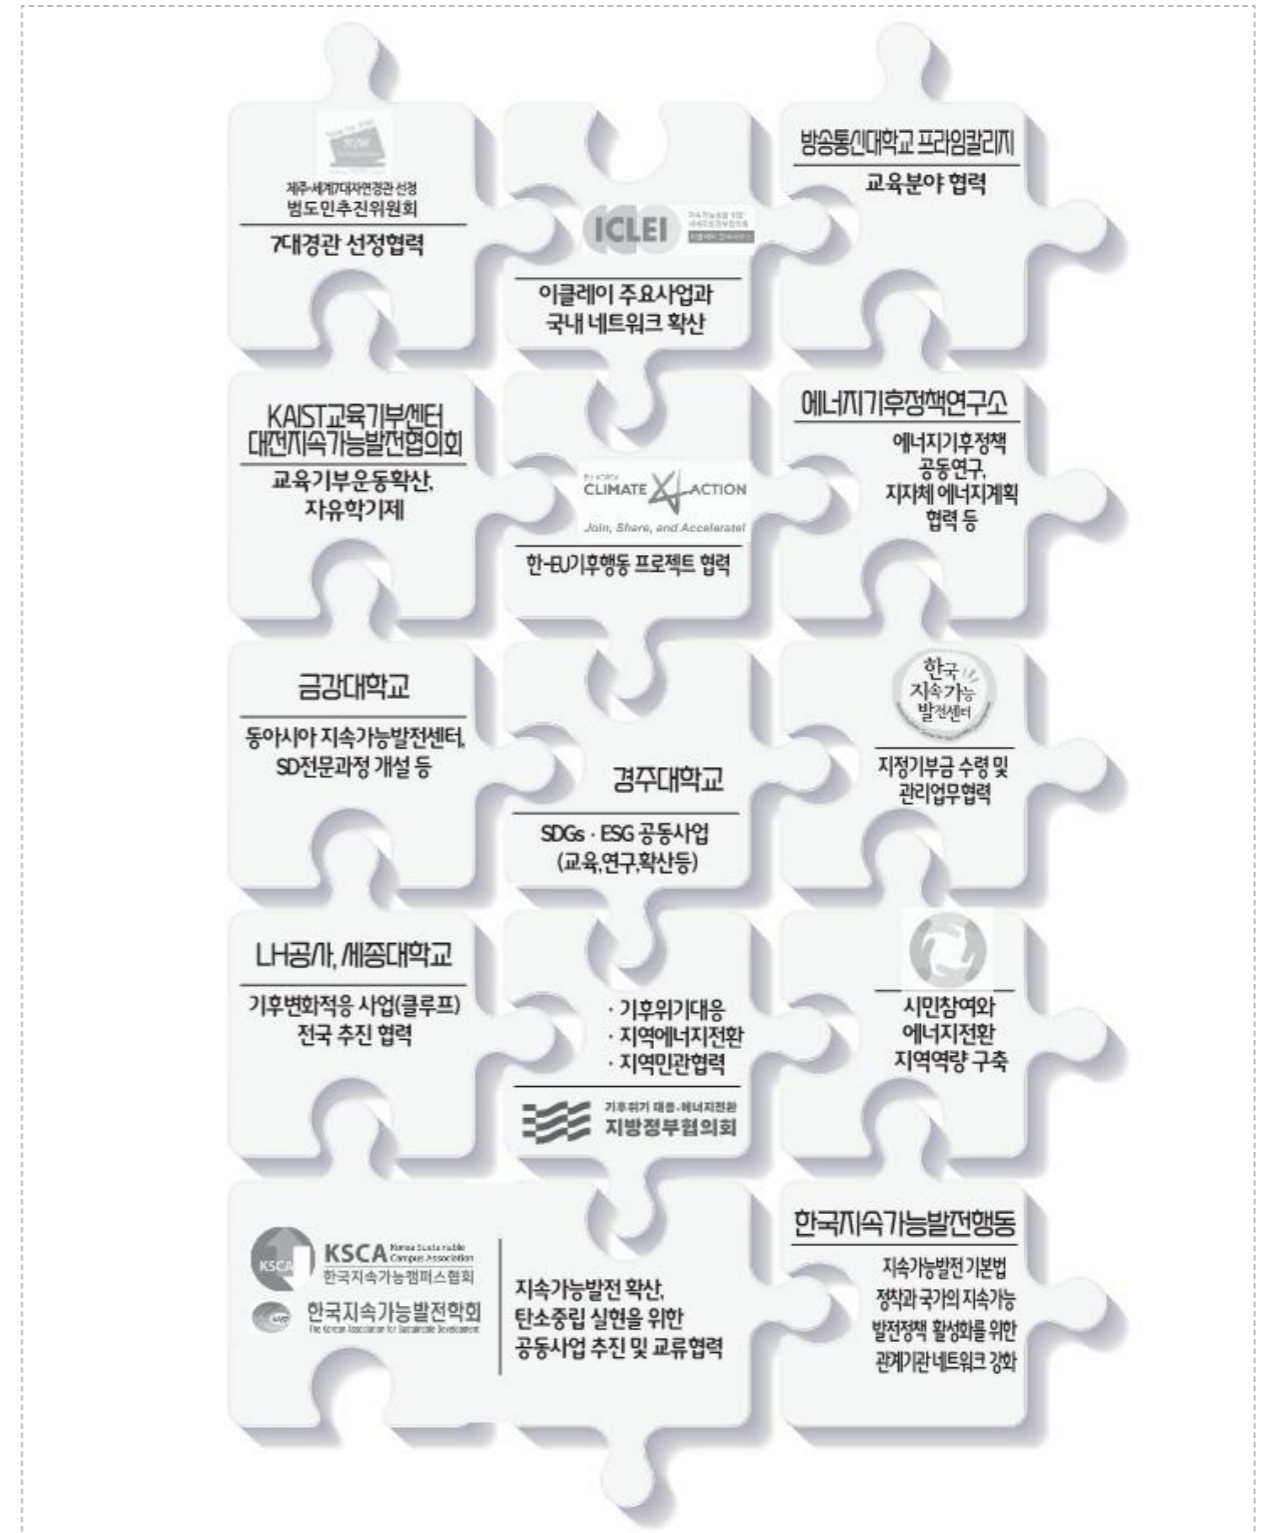 제주-세계7대자연경관 선정
범도민추진위원회
7대경관 선정협력
ICLEI
이클레이 주요사업과
국내 네트워크 확산
방송통신대학교 프라임칼리지
교육분야 협력
KAIST교육기부센터
대전지속가능발전협의회
교육기부운동확산,
자유학기제
CLIMATE ACTION
Join, Share, and Accelerate!
한-EU기후행동 프로젝트 협력
에너지기후정책연구소
에너지기후정책
공동연구,
지자체 에너지계획
협력 등
금강대학교
동아시아 지속가능발전센터,
SD전문과정 개설 등
경주대학교
SDGs · ESG 공동사업
(교육,연구,확산등)
한국
지속가능
발전센터
지정기부금 수령 및
관리업무협력
LH공사, 세종대학교
기후변화적응 사업(클루프)
전국 추진 협력
· 기후위기대응
· 지역에너지전환
· 지역민관협력
기후위기 대응·에너지전환
지방정부협의회
시민참여와
에너지전환
지역역량 구축
KSCA
KSCA Korea Sustainable
Campus Association
한국지속가능캠퍼스협회
한국지속가능발전학회
The Korean Association for Sustainable Development
지속가능발전 확산,
탄소중립 실현을 위한
공동사업 추진 및 교류협력
한국지속가능발전행동
지속가능발전 기본법
정착과 국가의 지속가능
발전정책 활성화를 위한
관계기관 네트워크 강화